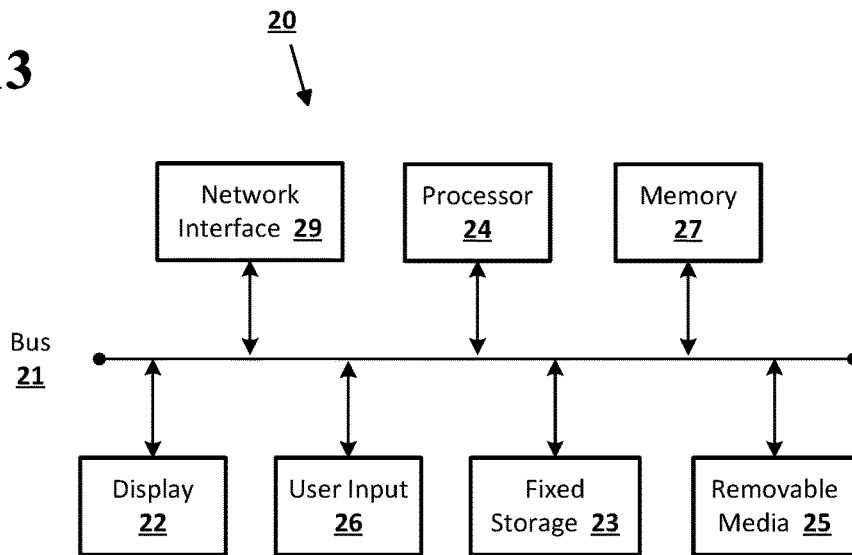 20
3
Network
Interface 29
Processor
24
Memory
27
Bus
21
Display
22
User Input
26
Fixed
Storage 23
Removable
Media 25